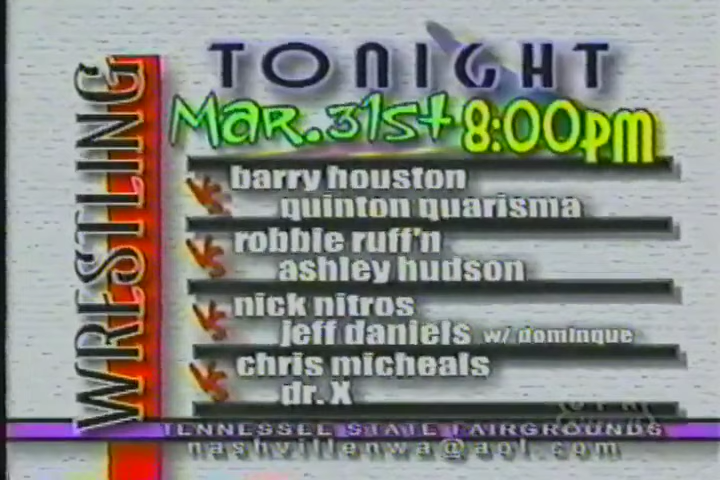 WRESTLING
TONIGHT
Mar. 31st 8:00pm
vs barry houston
quinton quarisma
vs robbie ruff'n
ashley hudson
vs nick nitros
jeff daniels w/ dominque
vs chris micheals
dr. X
TENNESSEE STATE FAIRGROUNDS
nashvillenwa@aol.com